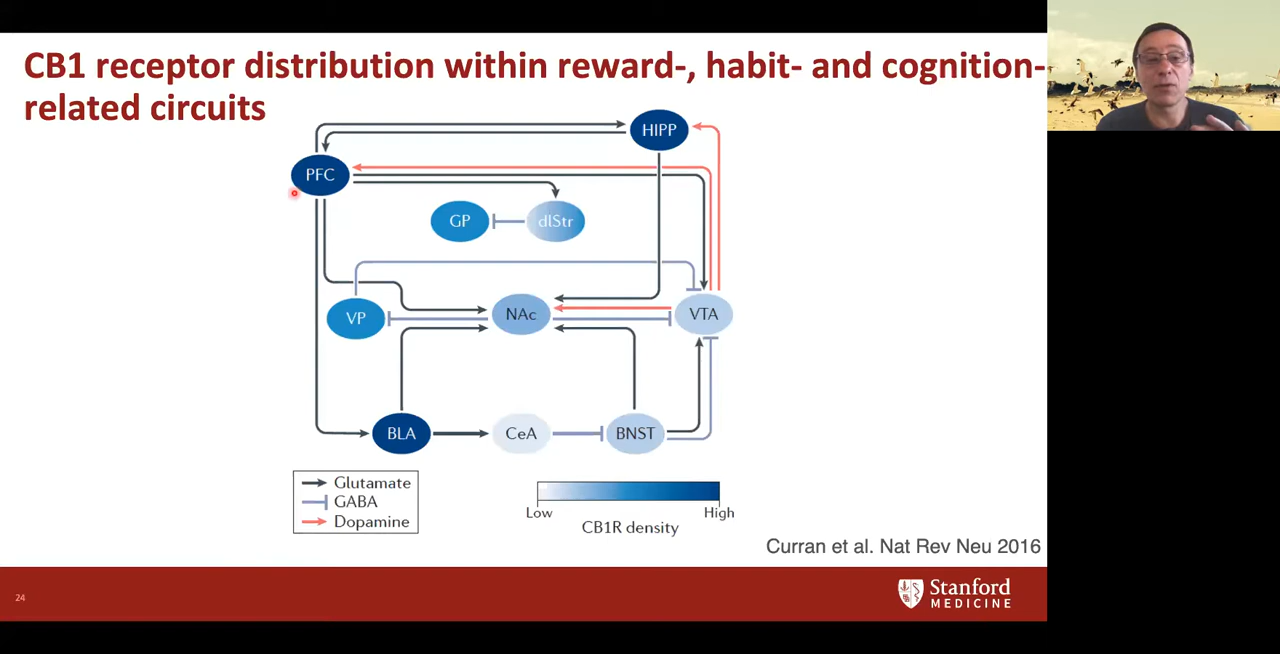 CB1 receptor distribution within reward-, habit- and cognition-
related circuits
HIPP
PFC
GP
dlStr
VP
NAc
VTA
BLA
CeA
BNST
Glutamate
GABA
Dopamine
Low
High
CB1R density
Curran et al. Nat Rev Neu 2016
24
Stanford
MEDICINE